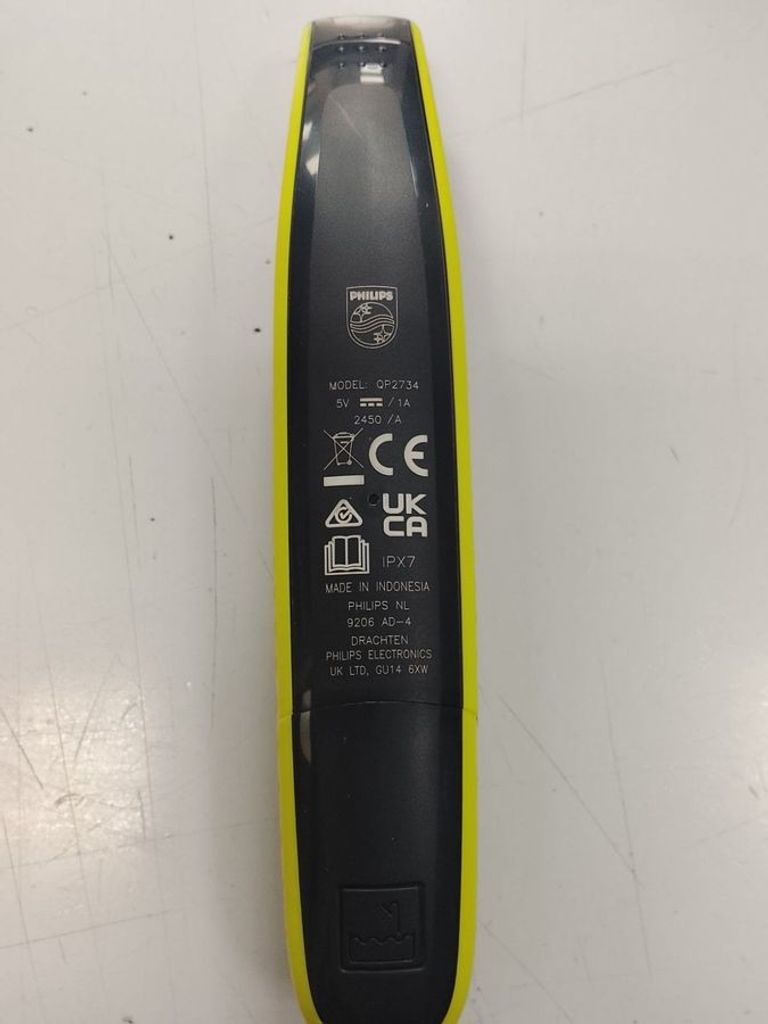 PHILIPS
MODEL: QP2734
5V ⎓ / 1A
2450 /A
CE
UK
CA
IPX7
MADE IN INDONESIA
PHILIPS NL
9206 AD-4
DRACHTEN
PHILIPS ELECTRONICS
UK LTD, GU14 6XW